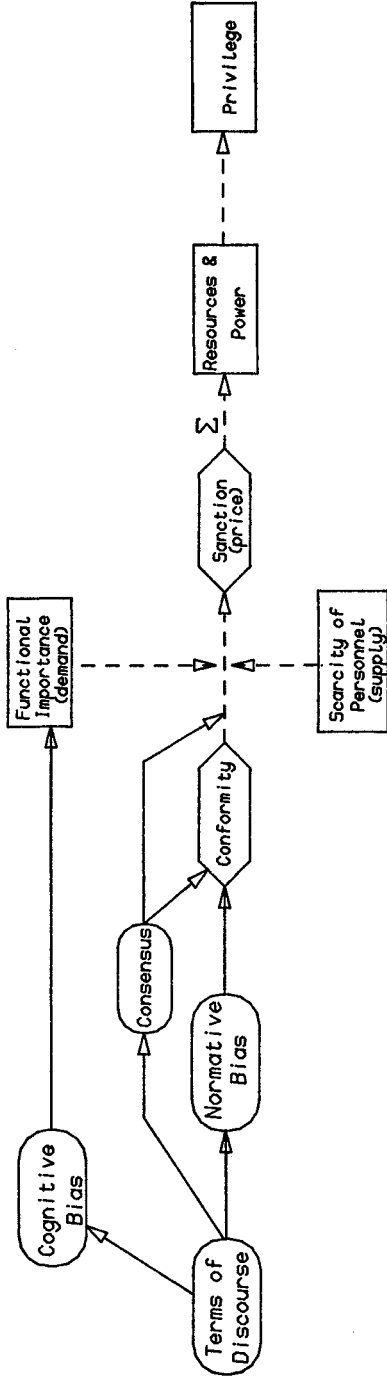 Terms of
Discourse
Cognitive
Bias
Consensus
Normative
Bias
Conformity
Functional
Importance
(demand)
Scarcity of
Personnel
(supply)
Sanction
(price)
Σ
Resources &
Power
Privilege